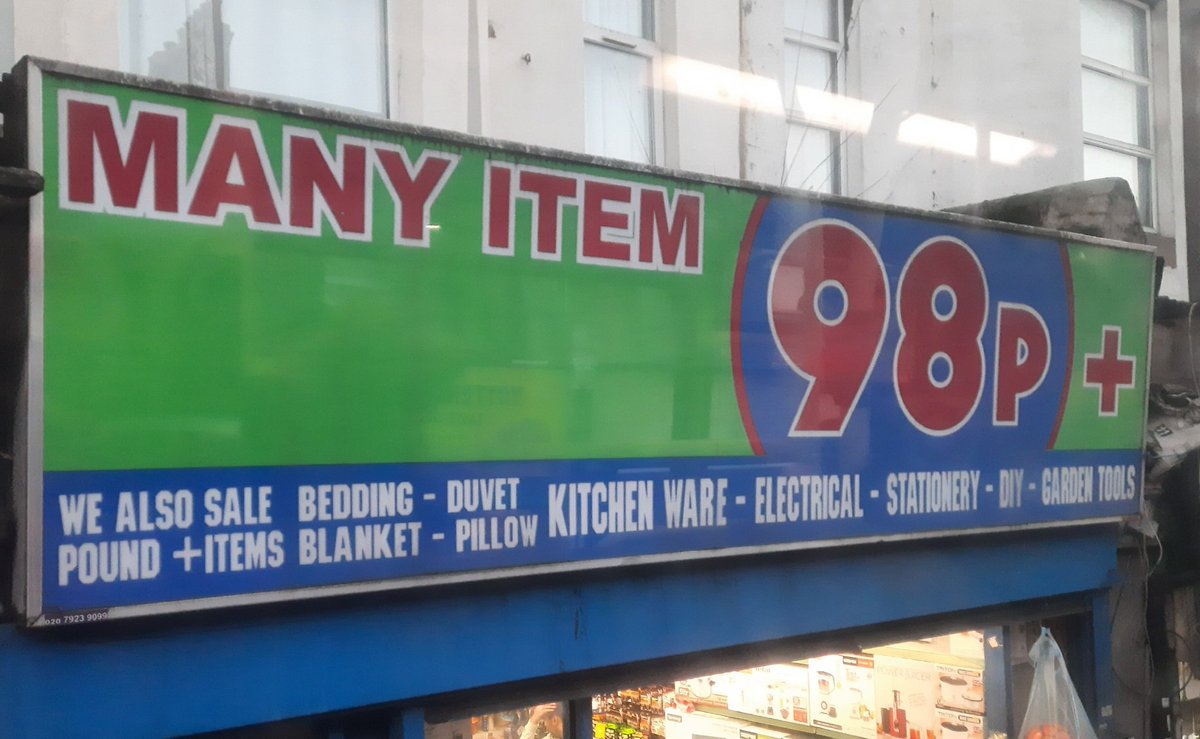 MANY ITEM 98P +
WE ALSO SALE BEDDING - DUVET KITCHEN WARE - ELECTRICAL - STATIONERY - DIY - GARDEN TOOLS
POUND + ITEMS BLANKET - PILLOW
020 7923 9099